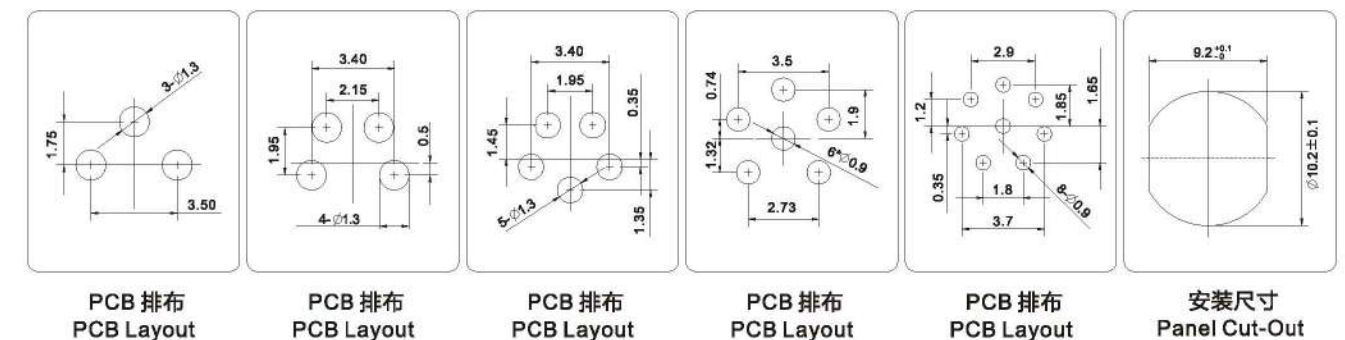 3-Ø1.3
1.75
3.50
PCB 排布
PCB Layout
3.40
2.15
1.95
0.5
4-Ø1.3
PCB 排布
PCB Layout
3.40
1.95
0.35
1.45
5-Ø1.3
1.35
PCB 排布
PCB Layout
3.5
0.74
1.9
1.32
6*Ø0.9
2.73
PCB 排布
PCB Layout
2.9
1.65
1.85
1.2
0.35
1.8
8-Ø0.9
3.7
PCB 排布
PCB Layout
9.2 +0.1 -0
Ø10.2±0.1
安装尺寸
Panel Cut-Out